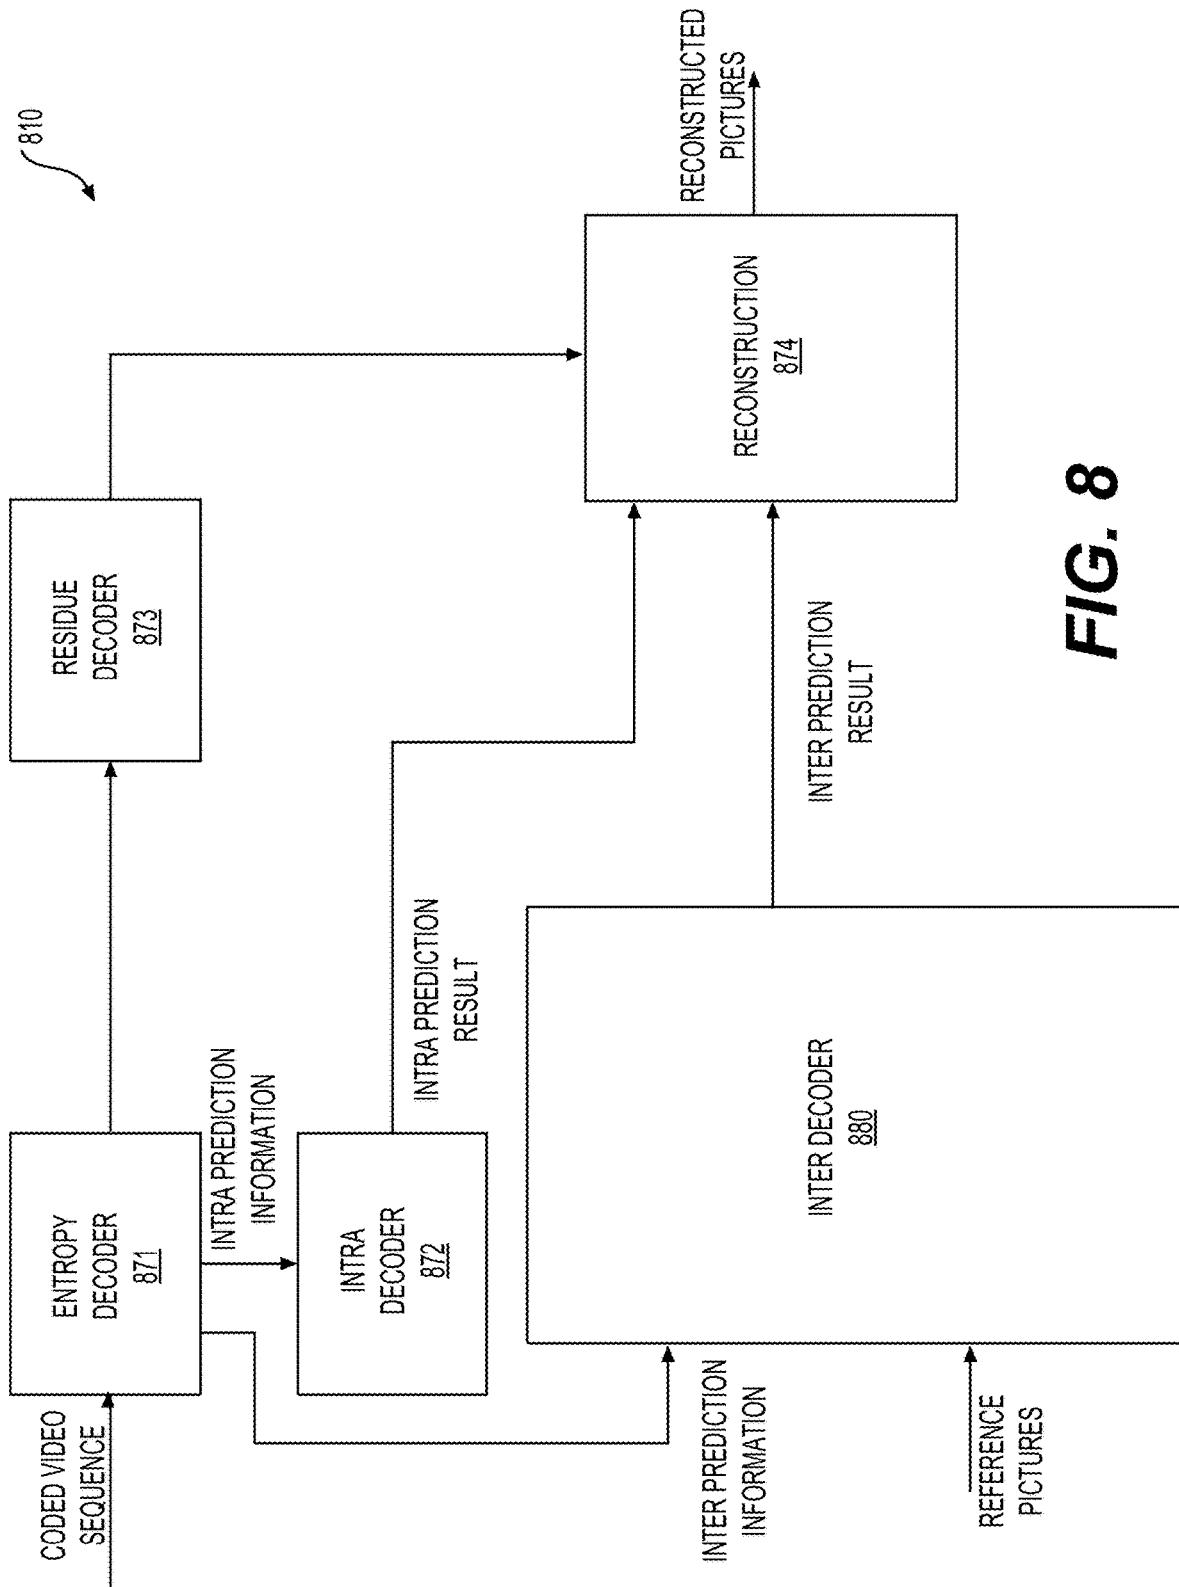 810
CODED VIDEO
SEQUENCE
ENTROPY
DECODER
871
RESIDUE
DECODER
873
INTRA PREDICTION
INFORMATION
INTRA
DECODER
872
INTRA PREDICTION
RESULT
INTER PREDICTION
INFORMATION
REFERENCE
PICTURES
INTER DECODER
880
INTER PREDICTION
RESULT
RECONSTRUCTION
874
RECONSTRUCTED
PICTURES
FIG. 8